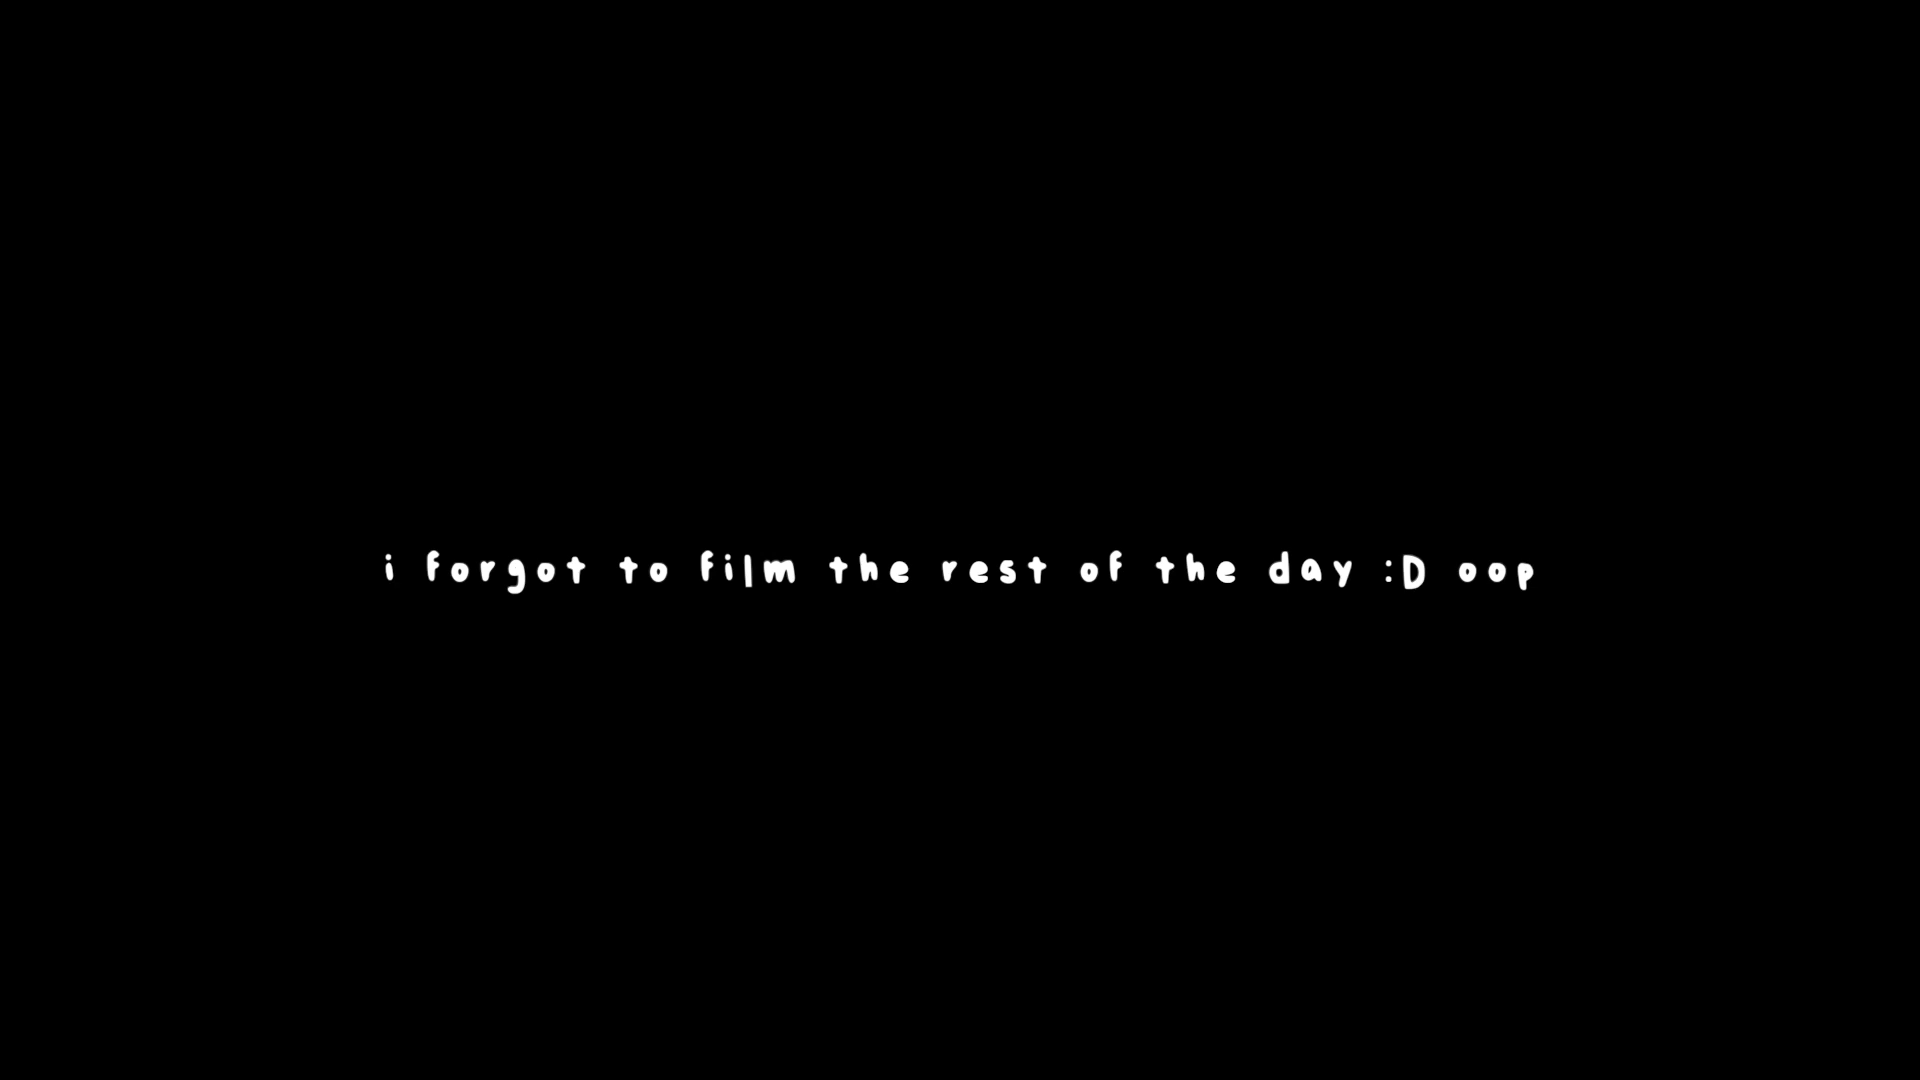 i forgot to film the rest of the day :D oop